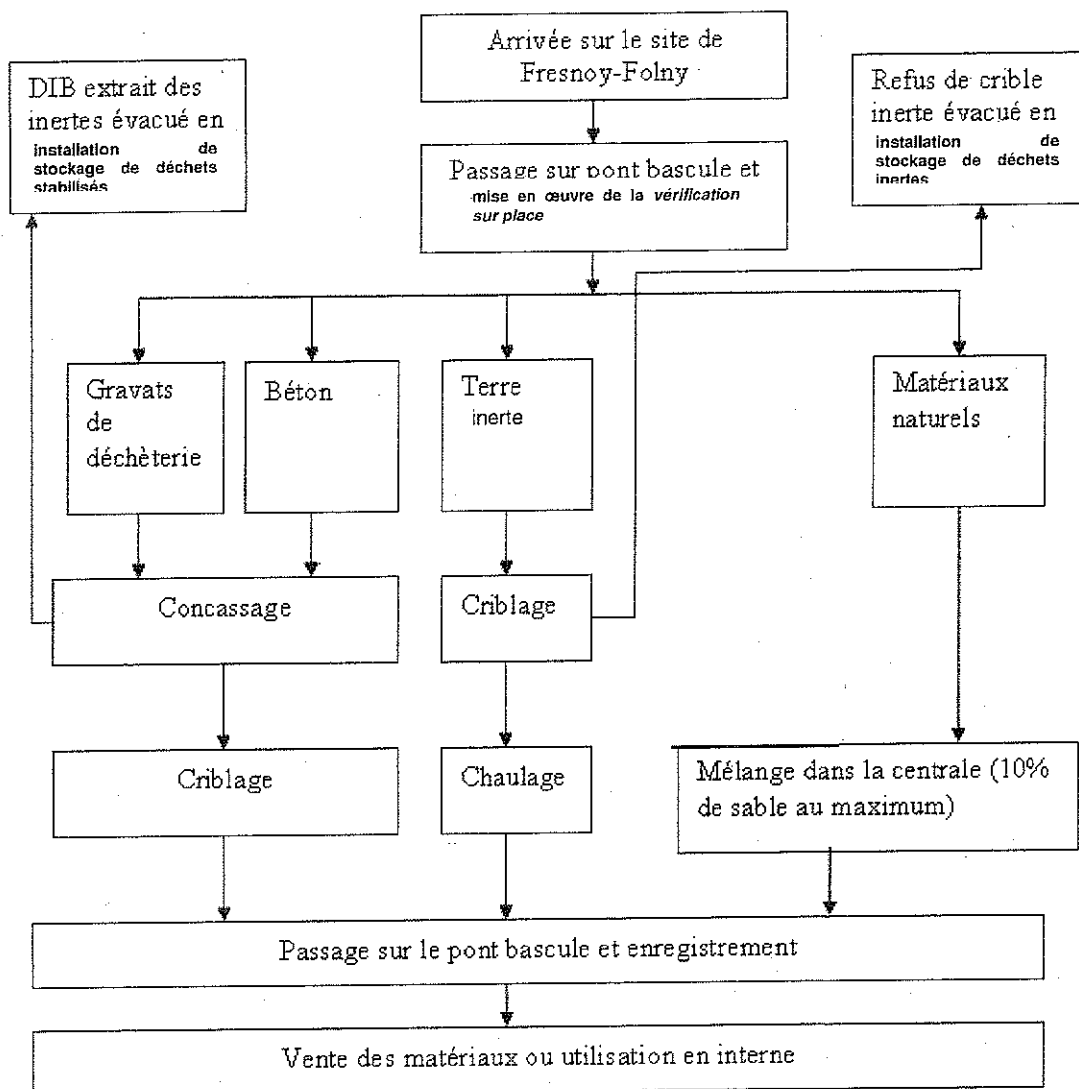 Arrivée sur le site de
Fresnoy-Folny
DIB extrait des
inertes évacué en
installation de
stockage de déchets
stabilisés
Refus de crible
inerte évacué en
installation de
stockage de déchets
inertes
Passage sur pont bascule et
mise en œuvre de la vérification
sur place
Gravats
de
déchèterie
Béton
Terre
inerte
Matériaux
naturels
Concassage
Criblage
Criblage
Chaulage
Mélange dans la centrale (10%
de sable au maximum)
Passage sur le pont bascule et enregistrement
Vente des matériaux ou utilisation en interne